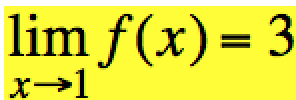 lim f(x) = 3
x→1